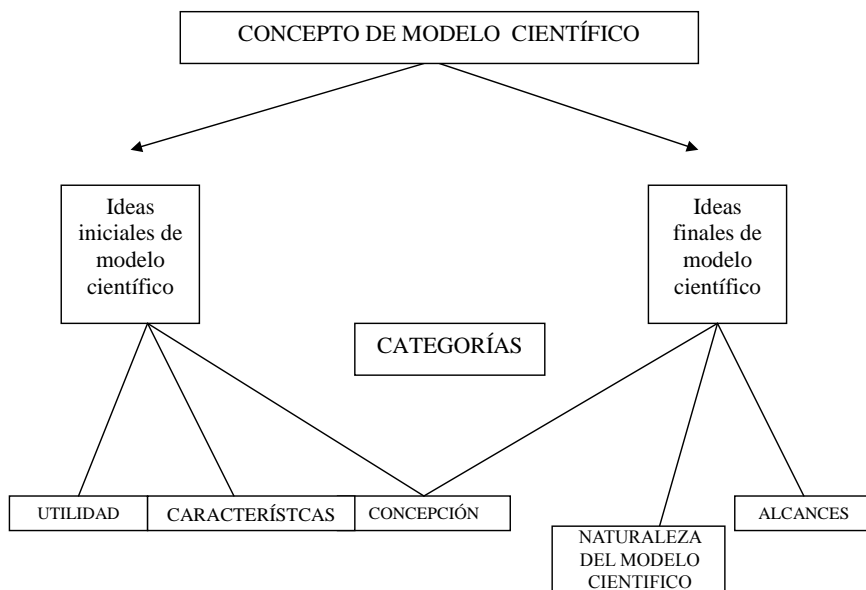 CONCEPTO DE MODELO CIENTÍFICO
Ideas
iniciales de
modelo
científico
Ideas
finales de
modelo
científico
CATEGORÍAS
UTILIDAD
CARACTERÍSTCAS
CONCEPCIÓN
ALCANCES
NATURALEZA
DEL MODELO
CIENTIFICO